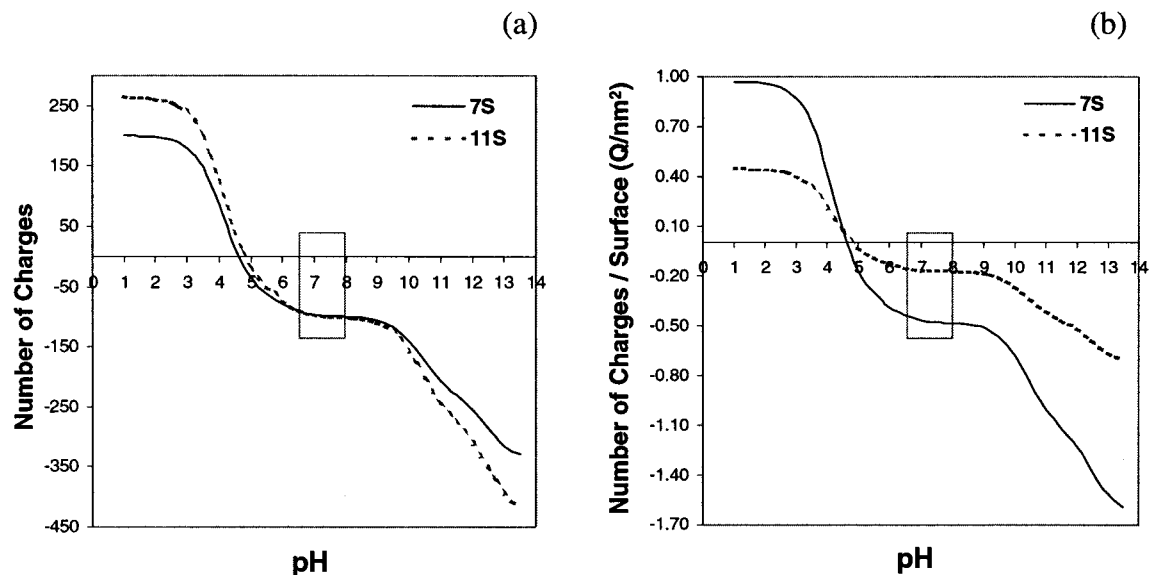 (a)
Number of Charges
250
150
50
-50
-150
-250
-350
-450
7S
11S
0 1 2 3 4 5 6 7 8 9 10 11 12 13 14
pH
(b)
Number of Charges / Surface (Q/nm²)
1.00
0.70
0.40
0.10
-0.20
-0.50
-0.80
-1.10
-1.40
-1.70
7S
11S
0 1 2 3 4 5 6 7 8 9 10 11 12 13 14
pH